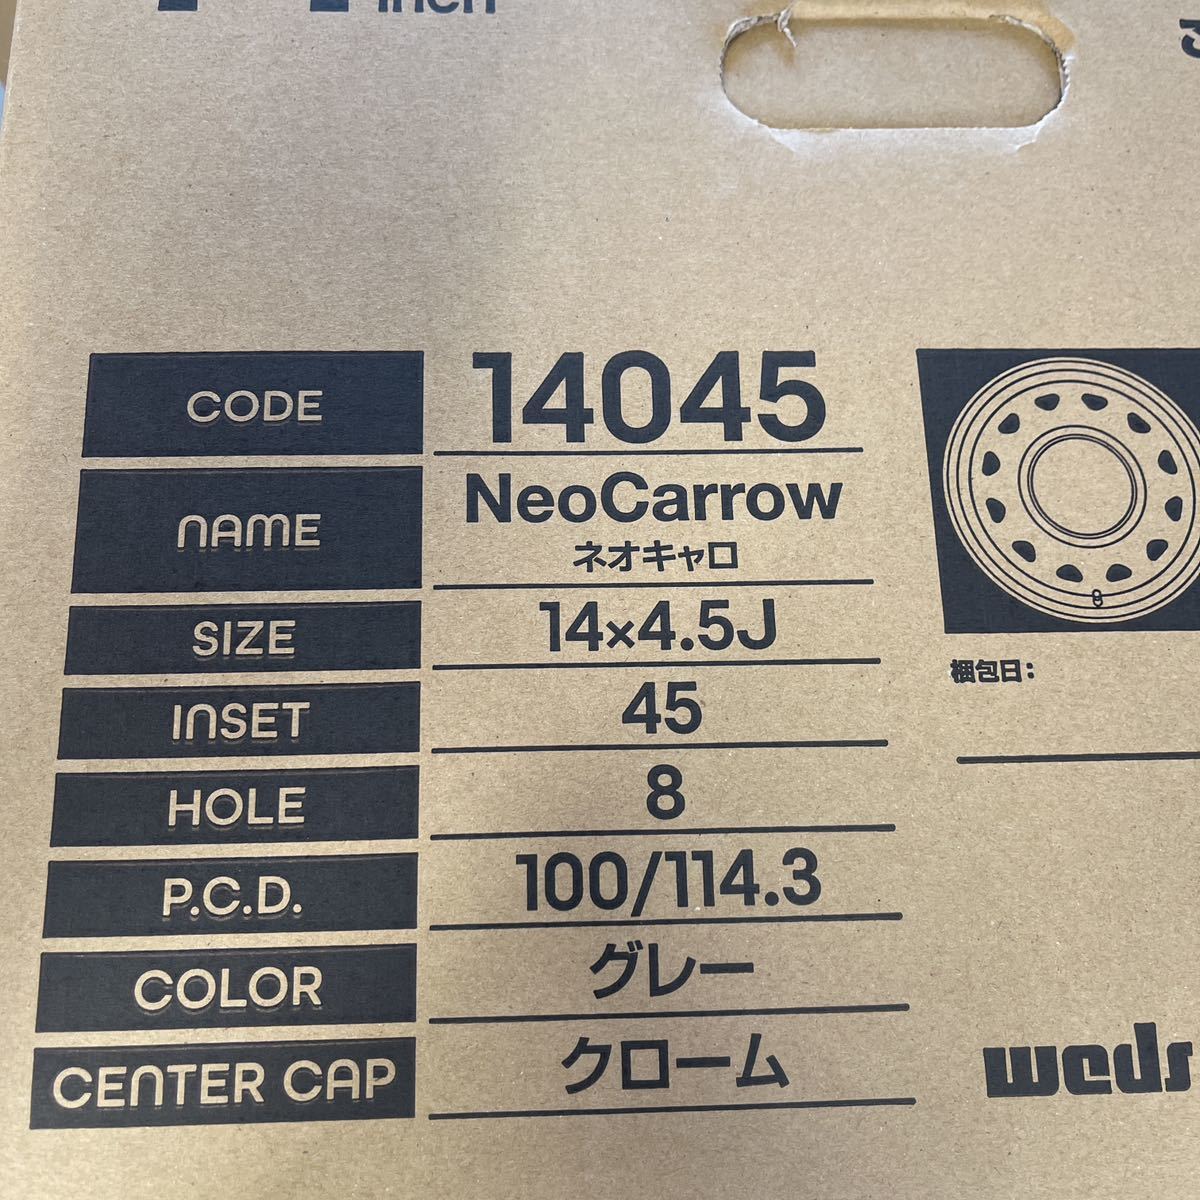 inch
CODE 14045
NAME NeoCarrow
ネオキャロ
SIZE 14×4.5J
INSET 45
HOLE 8
P.C.D. 100/114.3
COLOR グレー
CENTER CAP クローム
梱包日:
weds